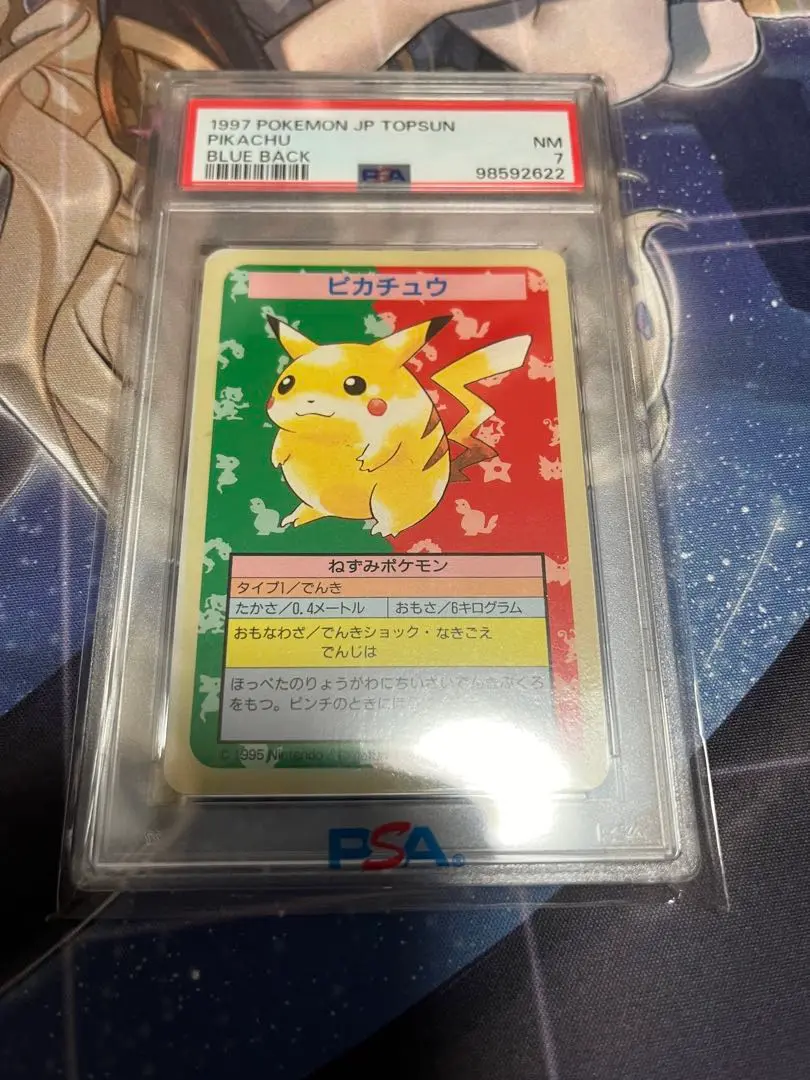 1997 POKEMON JP TOPSUN
PIKACHU NM
BLUE BACK 7
PSA 98592622
ピカチュウ
ねずみポケモン
タイプ1/でんき
たかさ/0.4メートル おもさ/6キログラム
おもなわざ/でんきショック・なきごえ
でんじは
ほっぺたのりょうがわにちいさいでんきぶくろ
をもつ。ピンチのときに
© 1995 Nintendo
PSA®